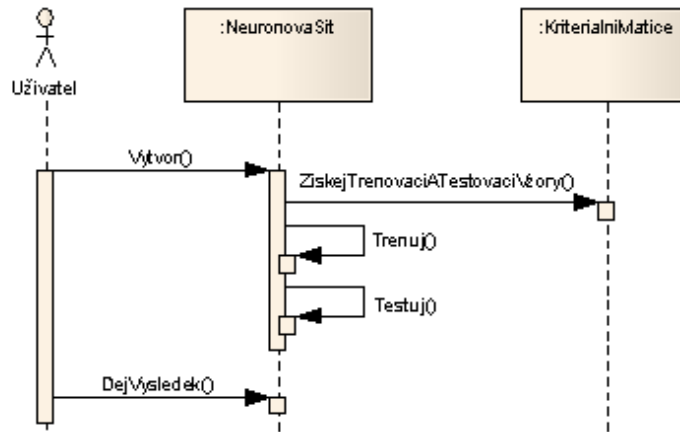 :NeuronovaSit
:KriterialniMatice
Uživatel
Vytvor()
ZiskejTrenovaciATestovaciVzory()
Trenuj()
Testuj()
DejVysledek()